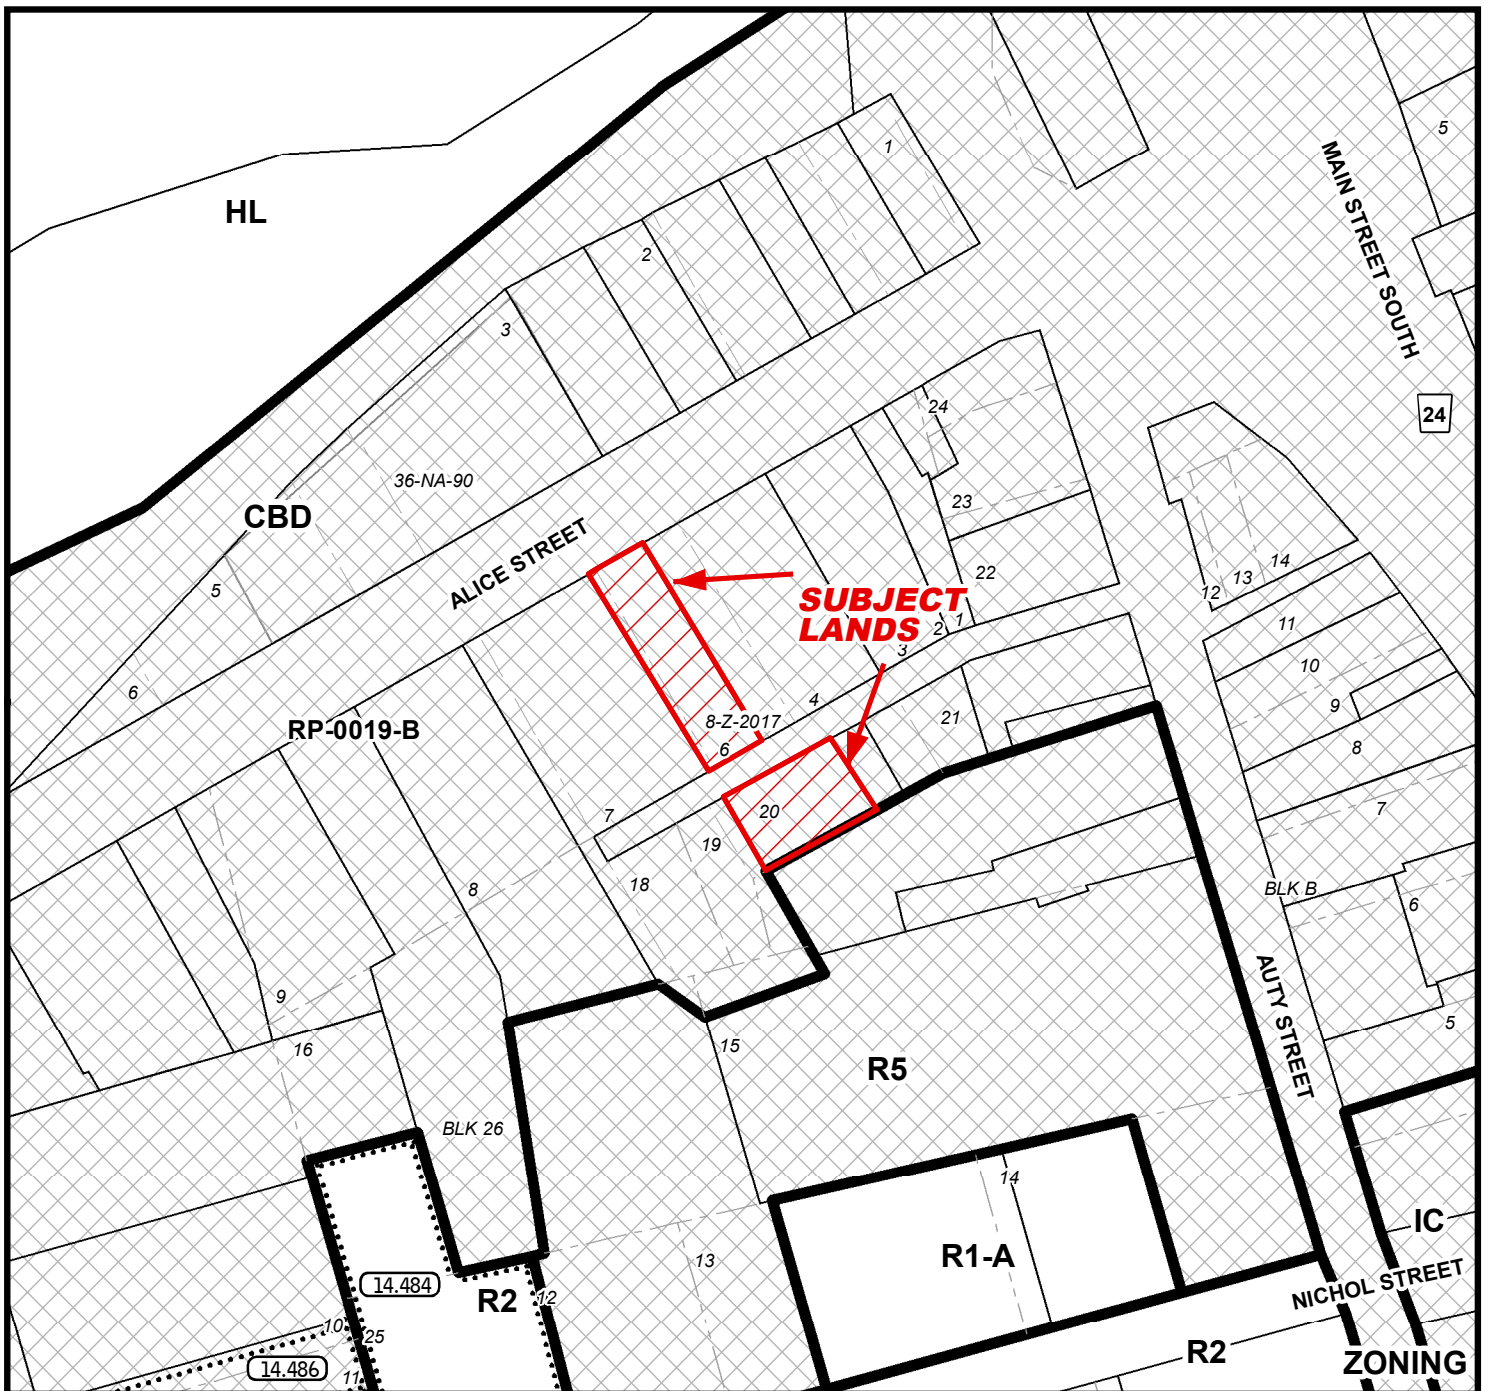 5
1
MAIN STREET SOUTH
HL
2
3
24
24
36-NA-90
23
CBD
ALICE STREET
14
22
13
5
12
SUBJECT
LANDS
1
2
11
3
10
6
4
9
8-Z-2017
21
RP-0019-B
6
8
20
7
7
19
18
8
BLK B
6
9
AUTY STREET
5
16
15
R5
BLK 26
14
IC
R1-A
13
14.484
NICHOL STREET
R2
12
10
25
R2
14.486
11
ZONING